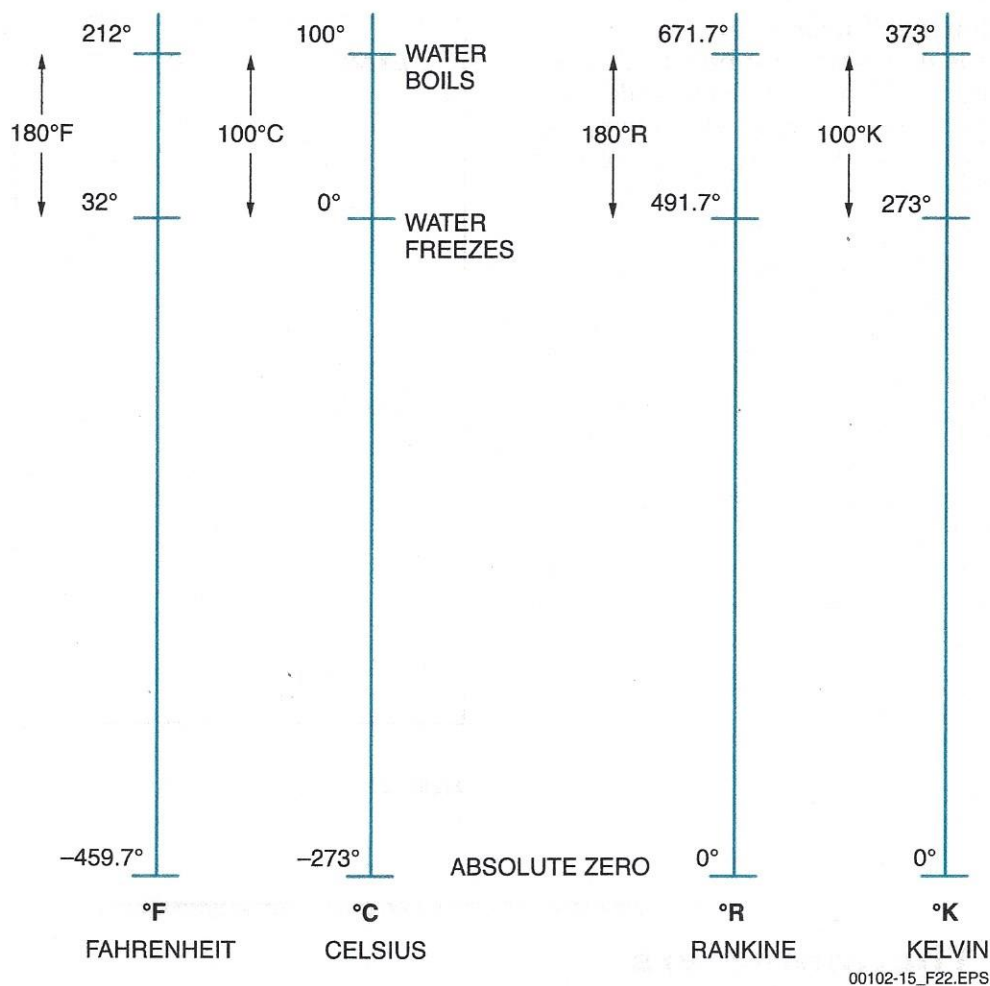 212°
100°
WATER
BOILS
671.7°
373°
180°F
100°C
180°R
100°K
32°
0°
WATER
FREEZES
491.7°
273°
–459.7°
–273°
ABSOLUTE ZERO
0°
0°
°F
°C
°R
°K
FAHRENHEIT
CELSIUS
RANKINE
KELVIN
00102-15_F22.EPS